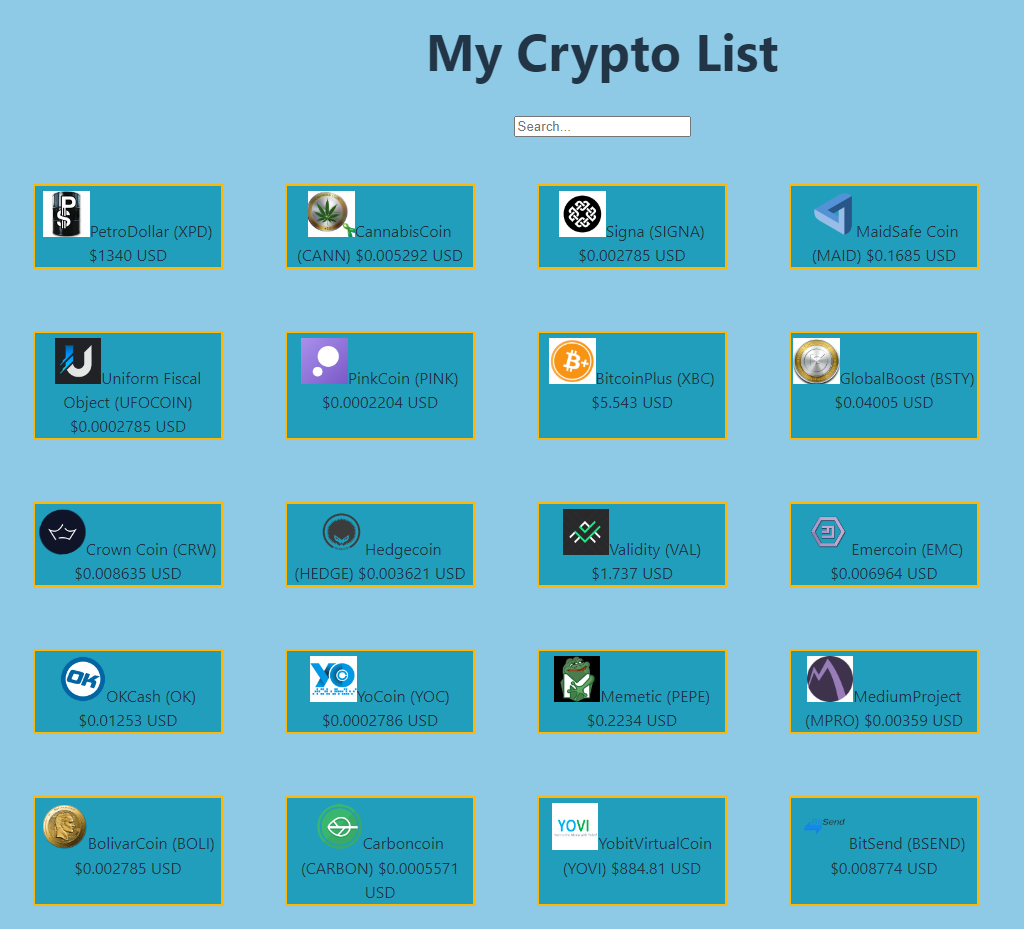 My Crypto List
Search...
PetroDollar (XPD)
$1340 USD
CannabisCoin
(CANN) $0.005292 USD
Signa (SIGNA)
$0.002785 USD
MaidSafe Coin
(MAID) $0.1685 USD
Uniform Fiscal
Object (UFOCOIN)
$0.0002785 USD
PinkCoin (PINK)
$0.0002204 USD
BitcoinPlus (XBC)
$5.543 USD
GlobalBoost (BSTY)
$0.04005 USD
Crown Coin (CRW)
$0.008635 USD
Hedgecoin
(HEDGE) $0.003621 USD
Validity (VAL)
$1.737 USD
Emercoin (EMC)
$0.006964 USD
OK
OKCash (OK)
$0.01253 USD
YO
YoCoin (YOC)
$0.0002786 USD
Memetic (PEPE)
$0.2234 USD
MediumProject
(MPRO) $0.00359 USD
BolivarCoin (BOLI)
$0.002785 USD
Carboncoin
(CARBON) $0.0005571
USD
YOVI
YobitVirtualCoin
(YOVI) $884.81 USD
Send
BitSend (BSEND)
$0.008774 USD